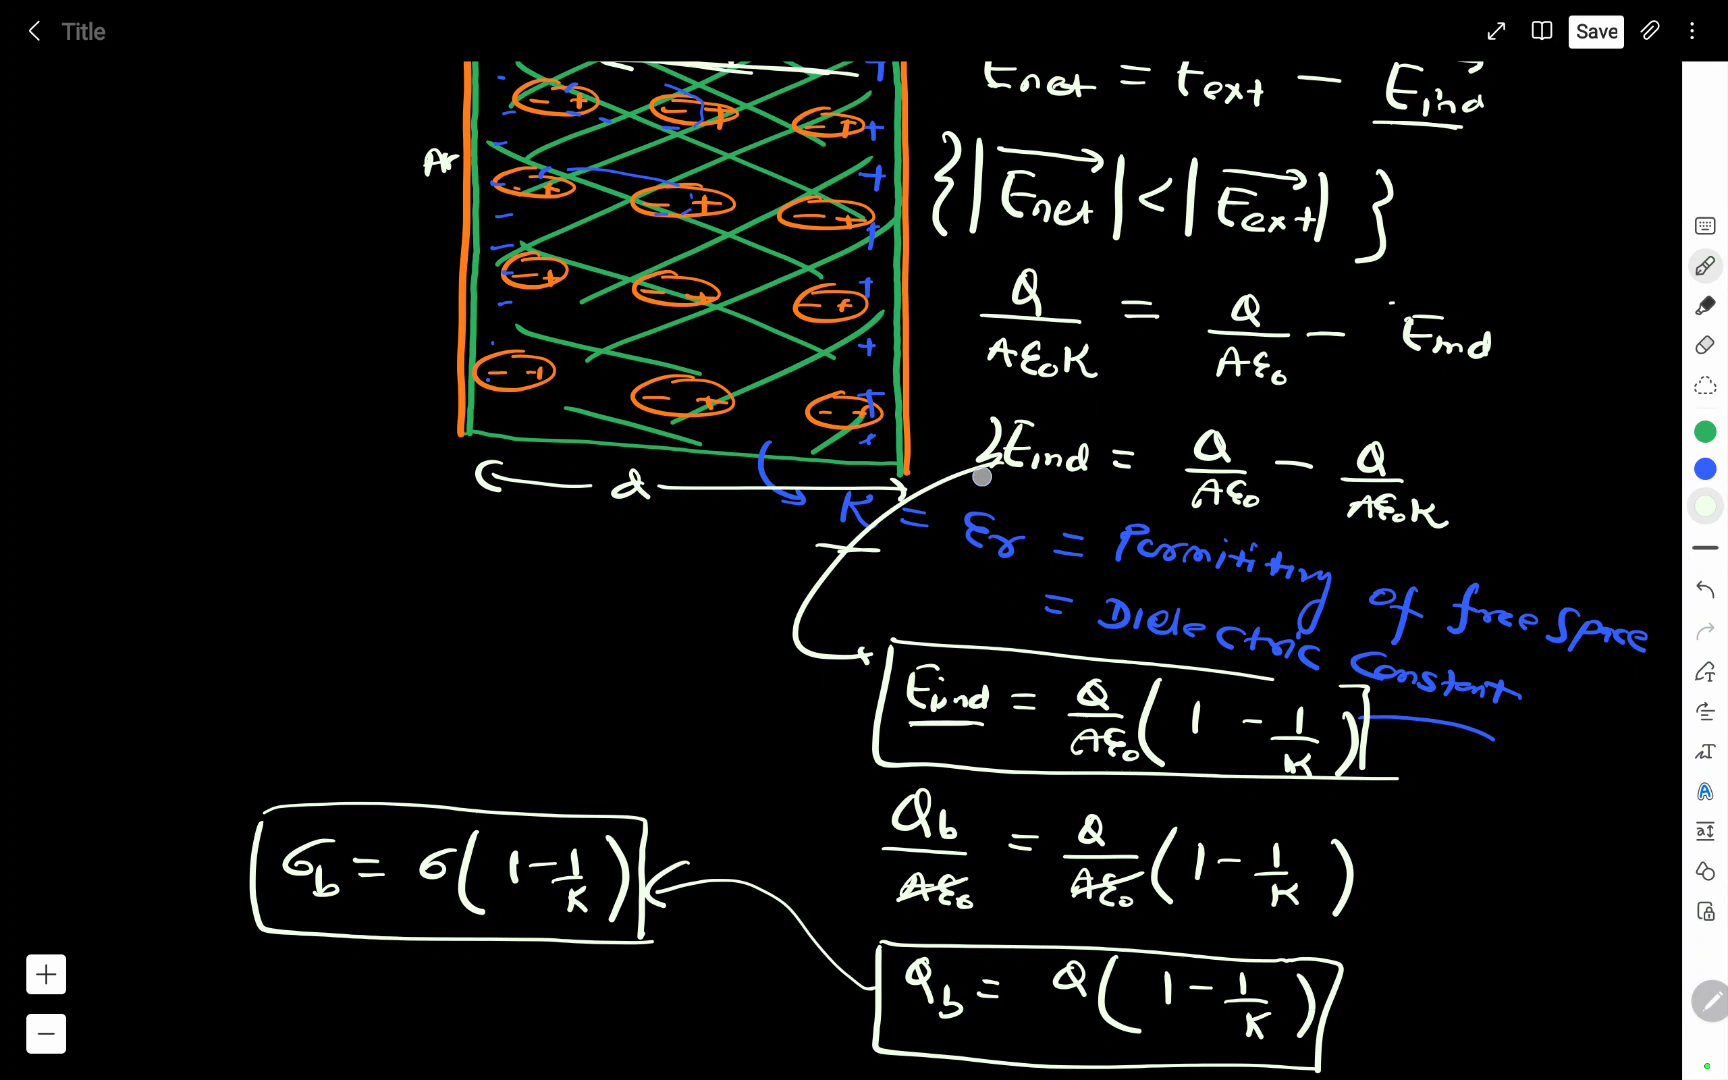 Title
Save
Enet = Eext − Eind
{ |Enet| < |Eext| }
Q/Aε₀K = Q/Aε₀ − Eind
Eind = Q/Aε₀ − Q/Aε₀K
d
K = εr = Permititivy of free space
= Dielectric Constant
Eind = Q/Aε₀ (1 − 1/K)
Qb/Aε₀ = Q/Aε₀ (1 − 1/K)
σb = σ (1 − 1/K)
Qb = Q (1 − 1/K)